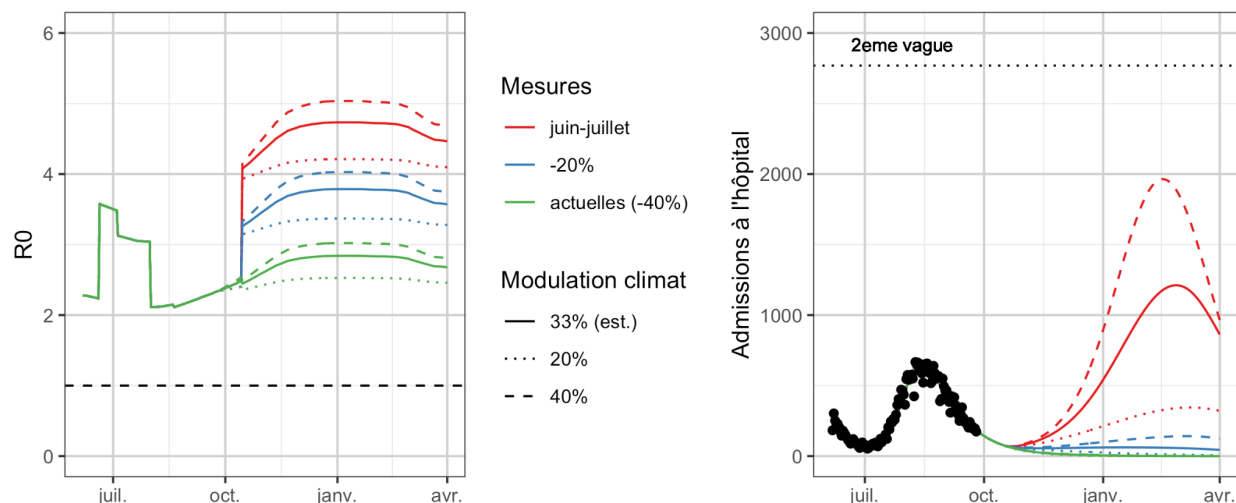 6
4
2
0
R0
juil.
oct.
janv.
avr.
Mesures
juin-juillet
-20%
actuelles (-40%)
Modulation climat
33% (est.)
20%
40%
3000
2000
1000
0
Admissions à l'hôpital
2eme vague
juil.
oct.
janv.
avr.